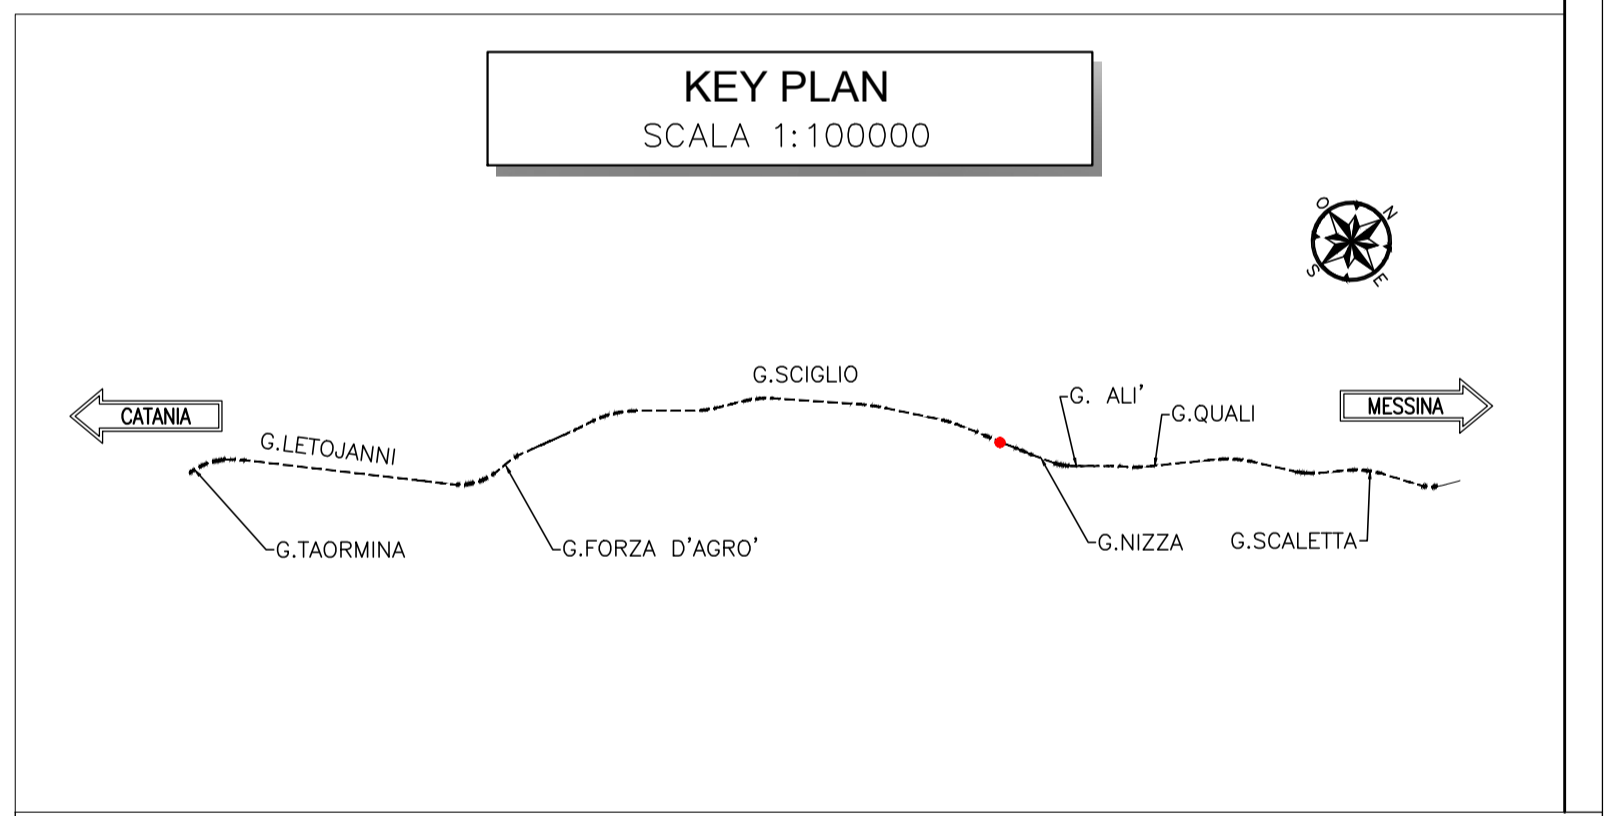 KEY PLAN
SCALA 1:100000
O
N
S
E
G.SCIGLIO
G. ALI'
G.QUALI
CATANIA
MESSINA
G.LETOJANNI
G.TAORMINA
G.FORZA D'AGRO'
G.NIZZA
G.SCALETTA